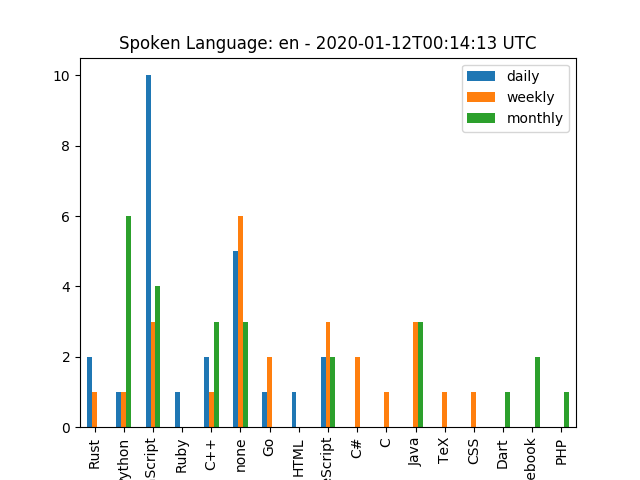 Spoken Language: en - 2020-01-12T00:14:13 UTC
daily
weekly
monthly
10
8
6
4
2
0
Rust
ython
Script
Ruby
C++
none
Go
HTML
eScript
C#
C
Java
TeX
CSS
Dart
ebook
PHP